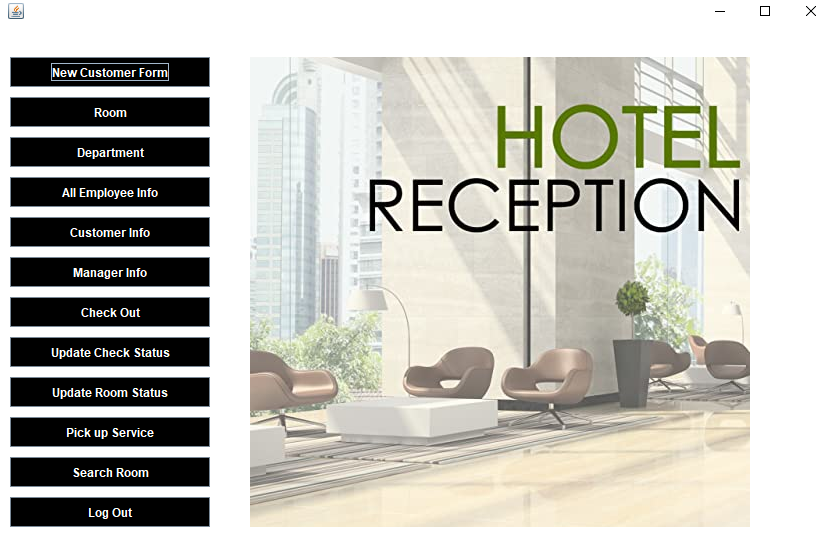 New Customer Form
Room
Department
All Employee Info
Customer Info
Manager Info
Check Out
Update Check Status
Update Room Status
Pick up Service
Search Room
Log Out
HOTEL
RECEPTION